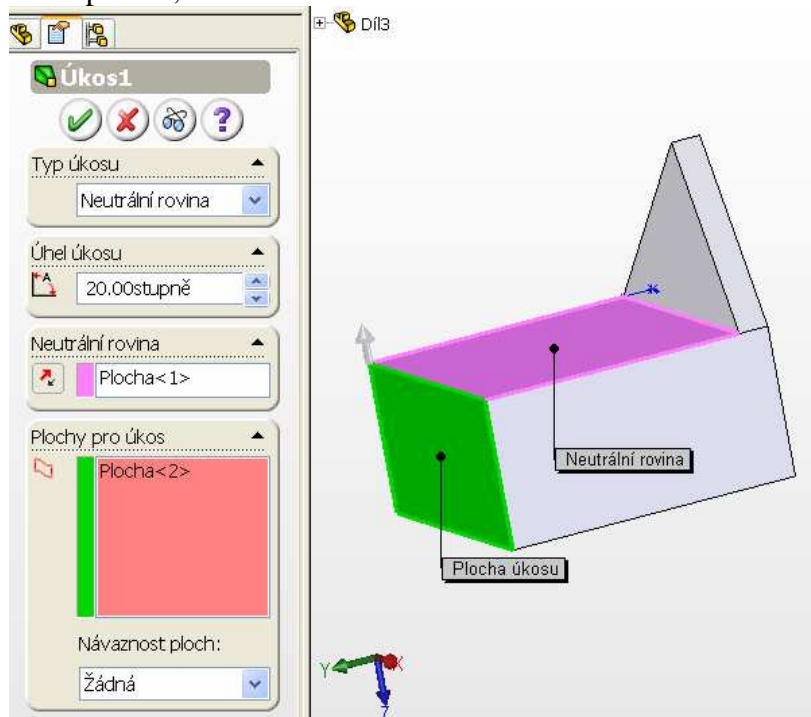 Díl3
Úkos1
Typ úkosu
Neutrální rovina
Úhel úkosu
20.00stupně
Neutrální rovina
Plocha<1>
Plochy pro úkos
Plocha<2>
Návaznost ploch:
Žádná
Neutrální rovina
Plocha úkosu
Y
X
Z